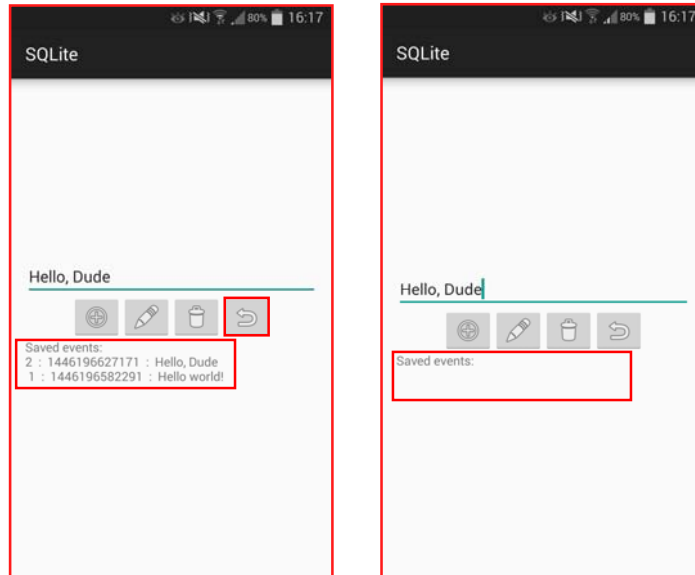 80% 16:17
SQLite
Hello, Dude
Saved events:
2 : 1446196627171 : Hello, Dude
1 : 1446196582291 : Hello world!
80% 16:17
SQLite
Hello, Dude
Saved events: